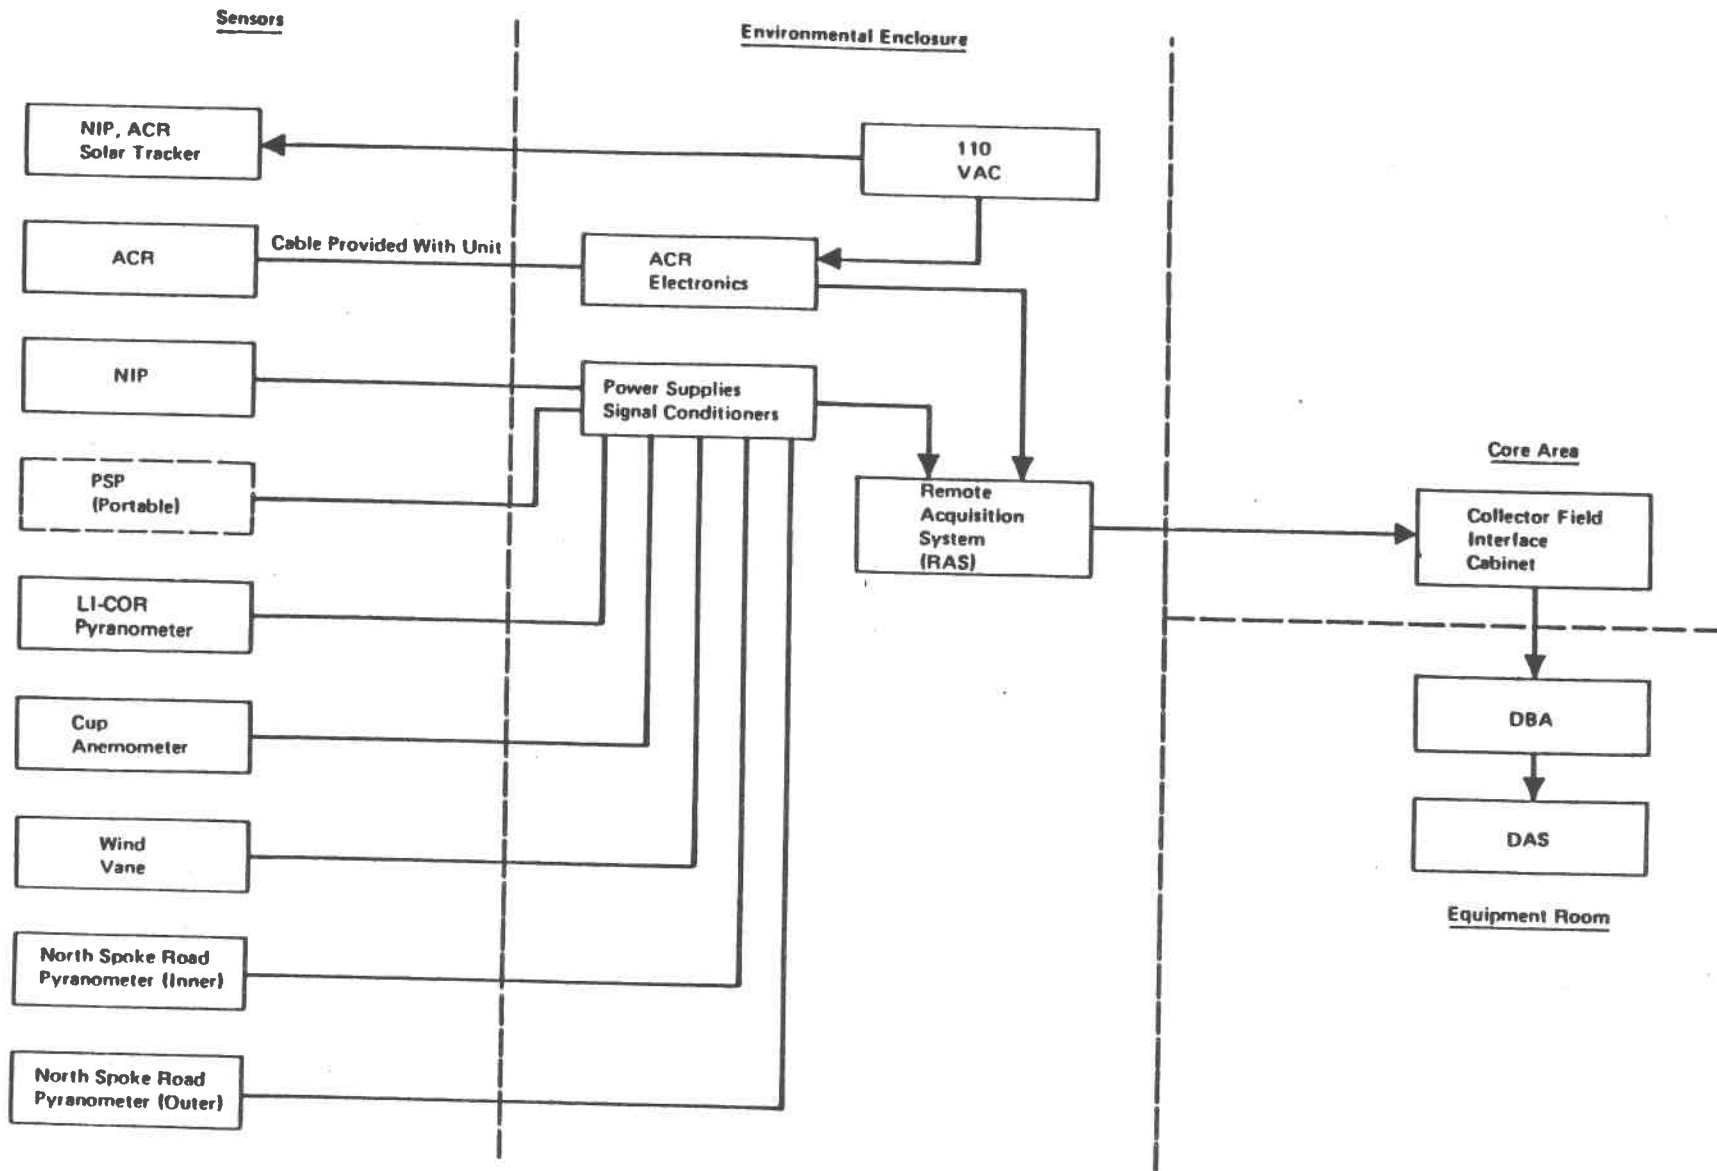 Sensors
Environmental Enclosure
NIP, ACR
Solar Tracker
110
VAC
ACR
Cable Provided With Unit
ACR
Electronics
NIP
Power Supplies
Signal Conditioners
PSP
(Portable)
Remote
Acquisition
System
(RAS)
Core Area
Collector Field
Interface
Cabinet
LI-COR
Pyranometer
Cup
Anemometer
DBA
Wind
Vane
DAS
Equipment Room
North Spoke Road
Pyranometer (Inner)
North Spoke Road
Pyranometer (Outer)